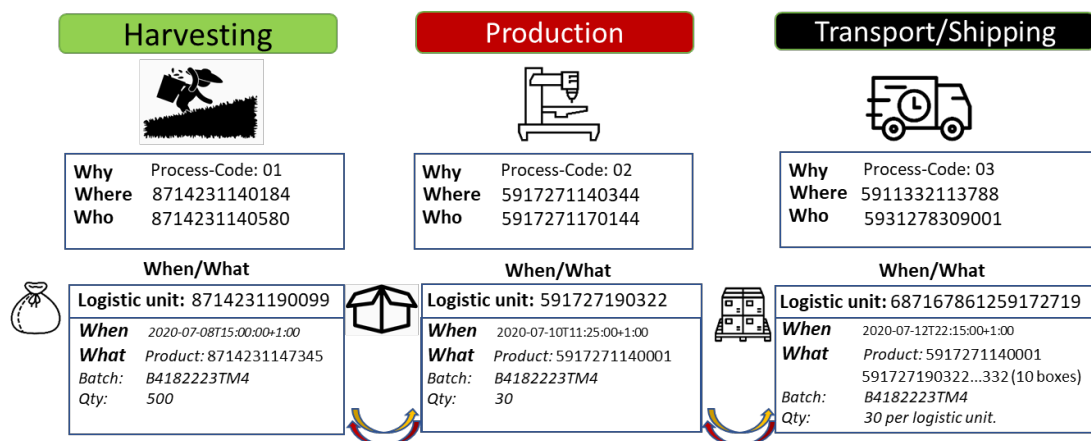 Harvesting
Production
Transport/Shipping
Why Process-Code: 01
Where 8714231140184
Who 8714231140580
Why Process-Code: 02
Where 5917271140344
Who 5917271170144
Why Process-Code: 03
Where 5911332113788
Who 5931278309001
When/What
Logistic unit: 8714231190099
When 2020-07-08T15:00:00+1:00
What Product: 8714231147345
Batch: B4182223TM4
Qty: 500
When/What
Logistic unit: 591727190322
When 2020-07-10T11:25:00+1:00
What Product: 5917271140001
Batch: B4182223TM4
Qty: 30
When/What
Logistic unit: 687167861259172719
When 2020-07-12T22:15:00+1:00
What Product: 5917271140001
591727190322...332 (10 boxes)
Batch: B4182223TM4
Qty: 30 per logistic unit.